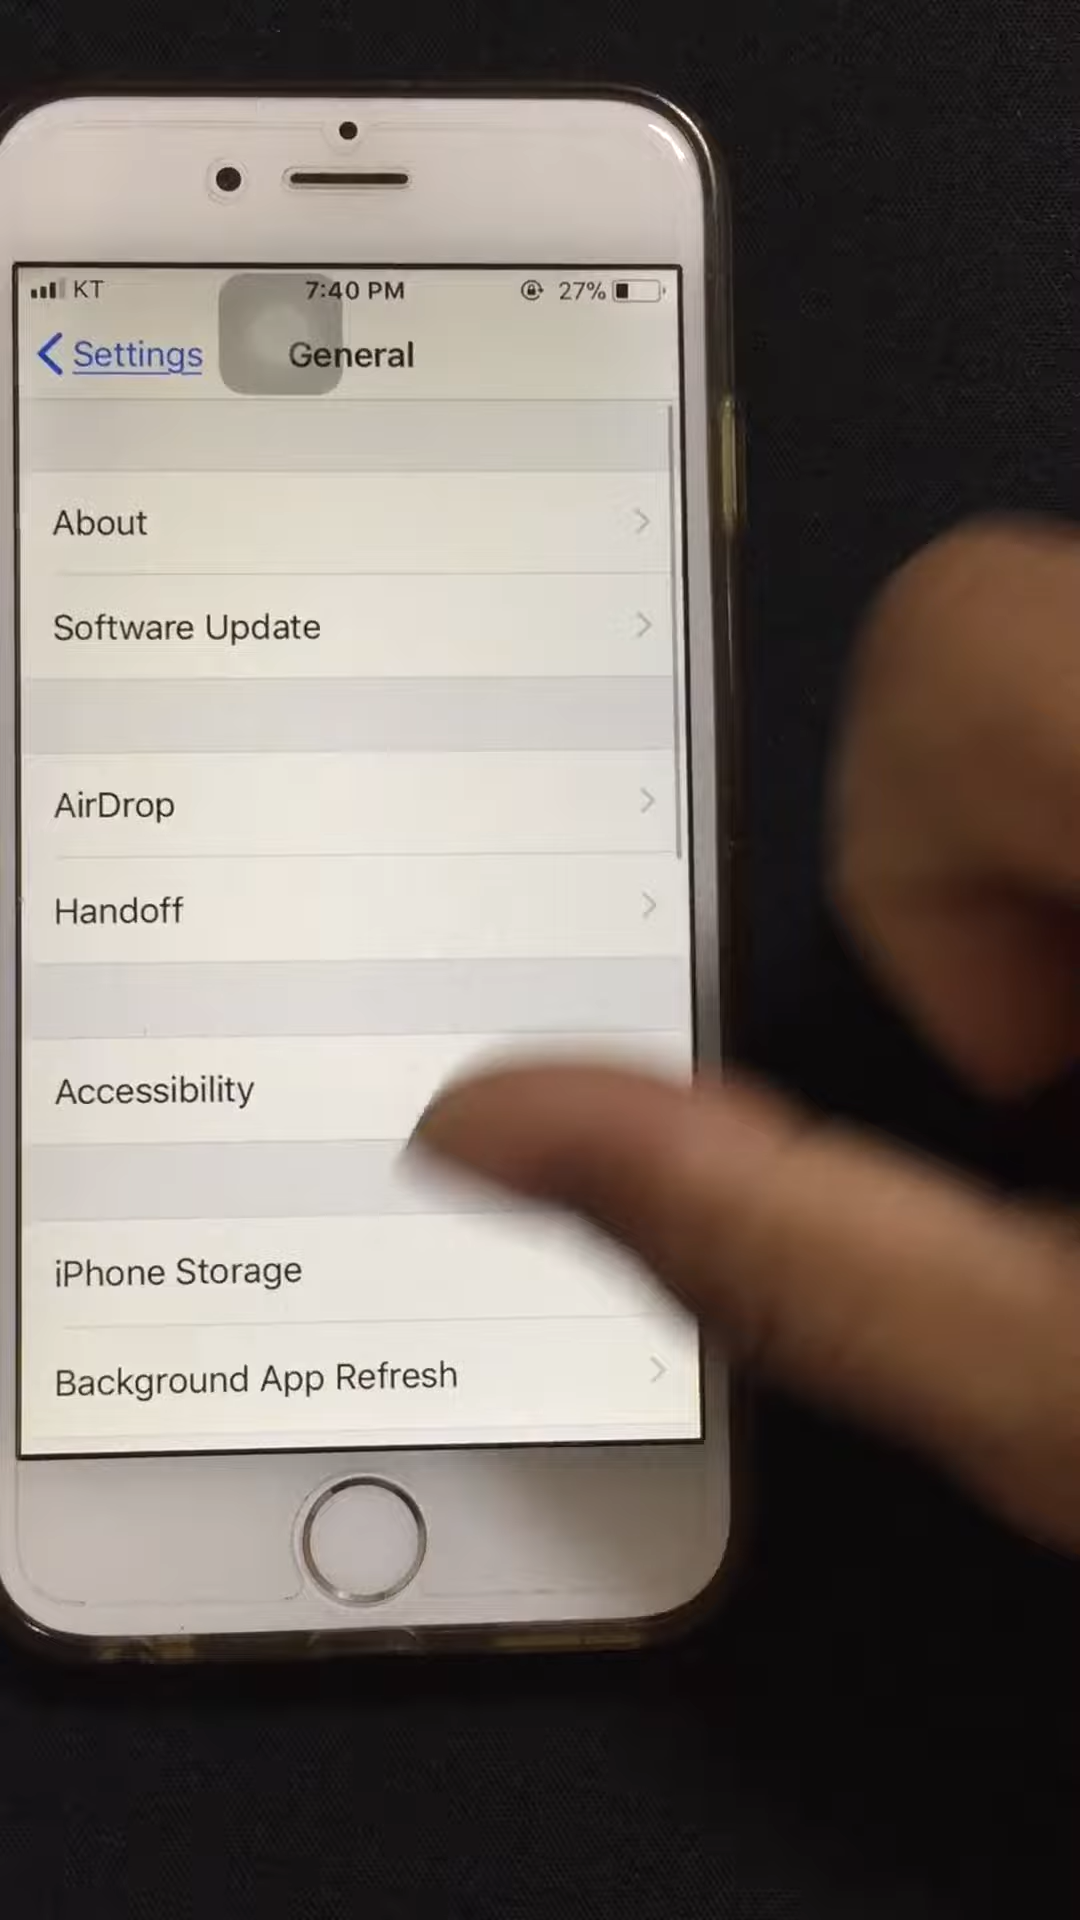 KT 7:40 PM 27%
Settings General
About
Software Update
AirDrop
Handoff
Accessibility
iPhone Storage
Background App Refresh